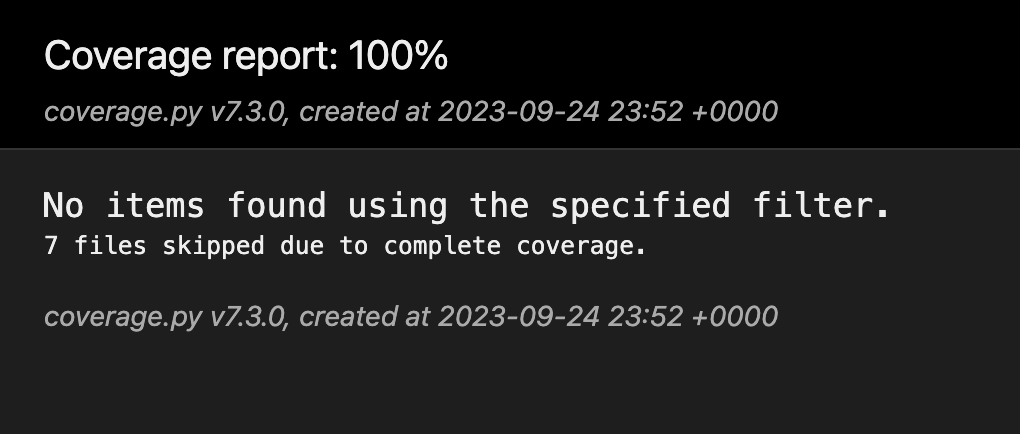 Coverage report: 100%
coverage.py v7.3.0, created at 2023-09-24 23:52 +0000
No items found using the specified filter.
7 files skipped due to complete coverage.
coverage.py v7.3.0, created at 2023-09-24 23:52 +0000